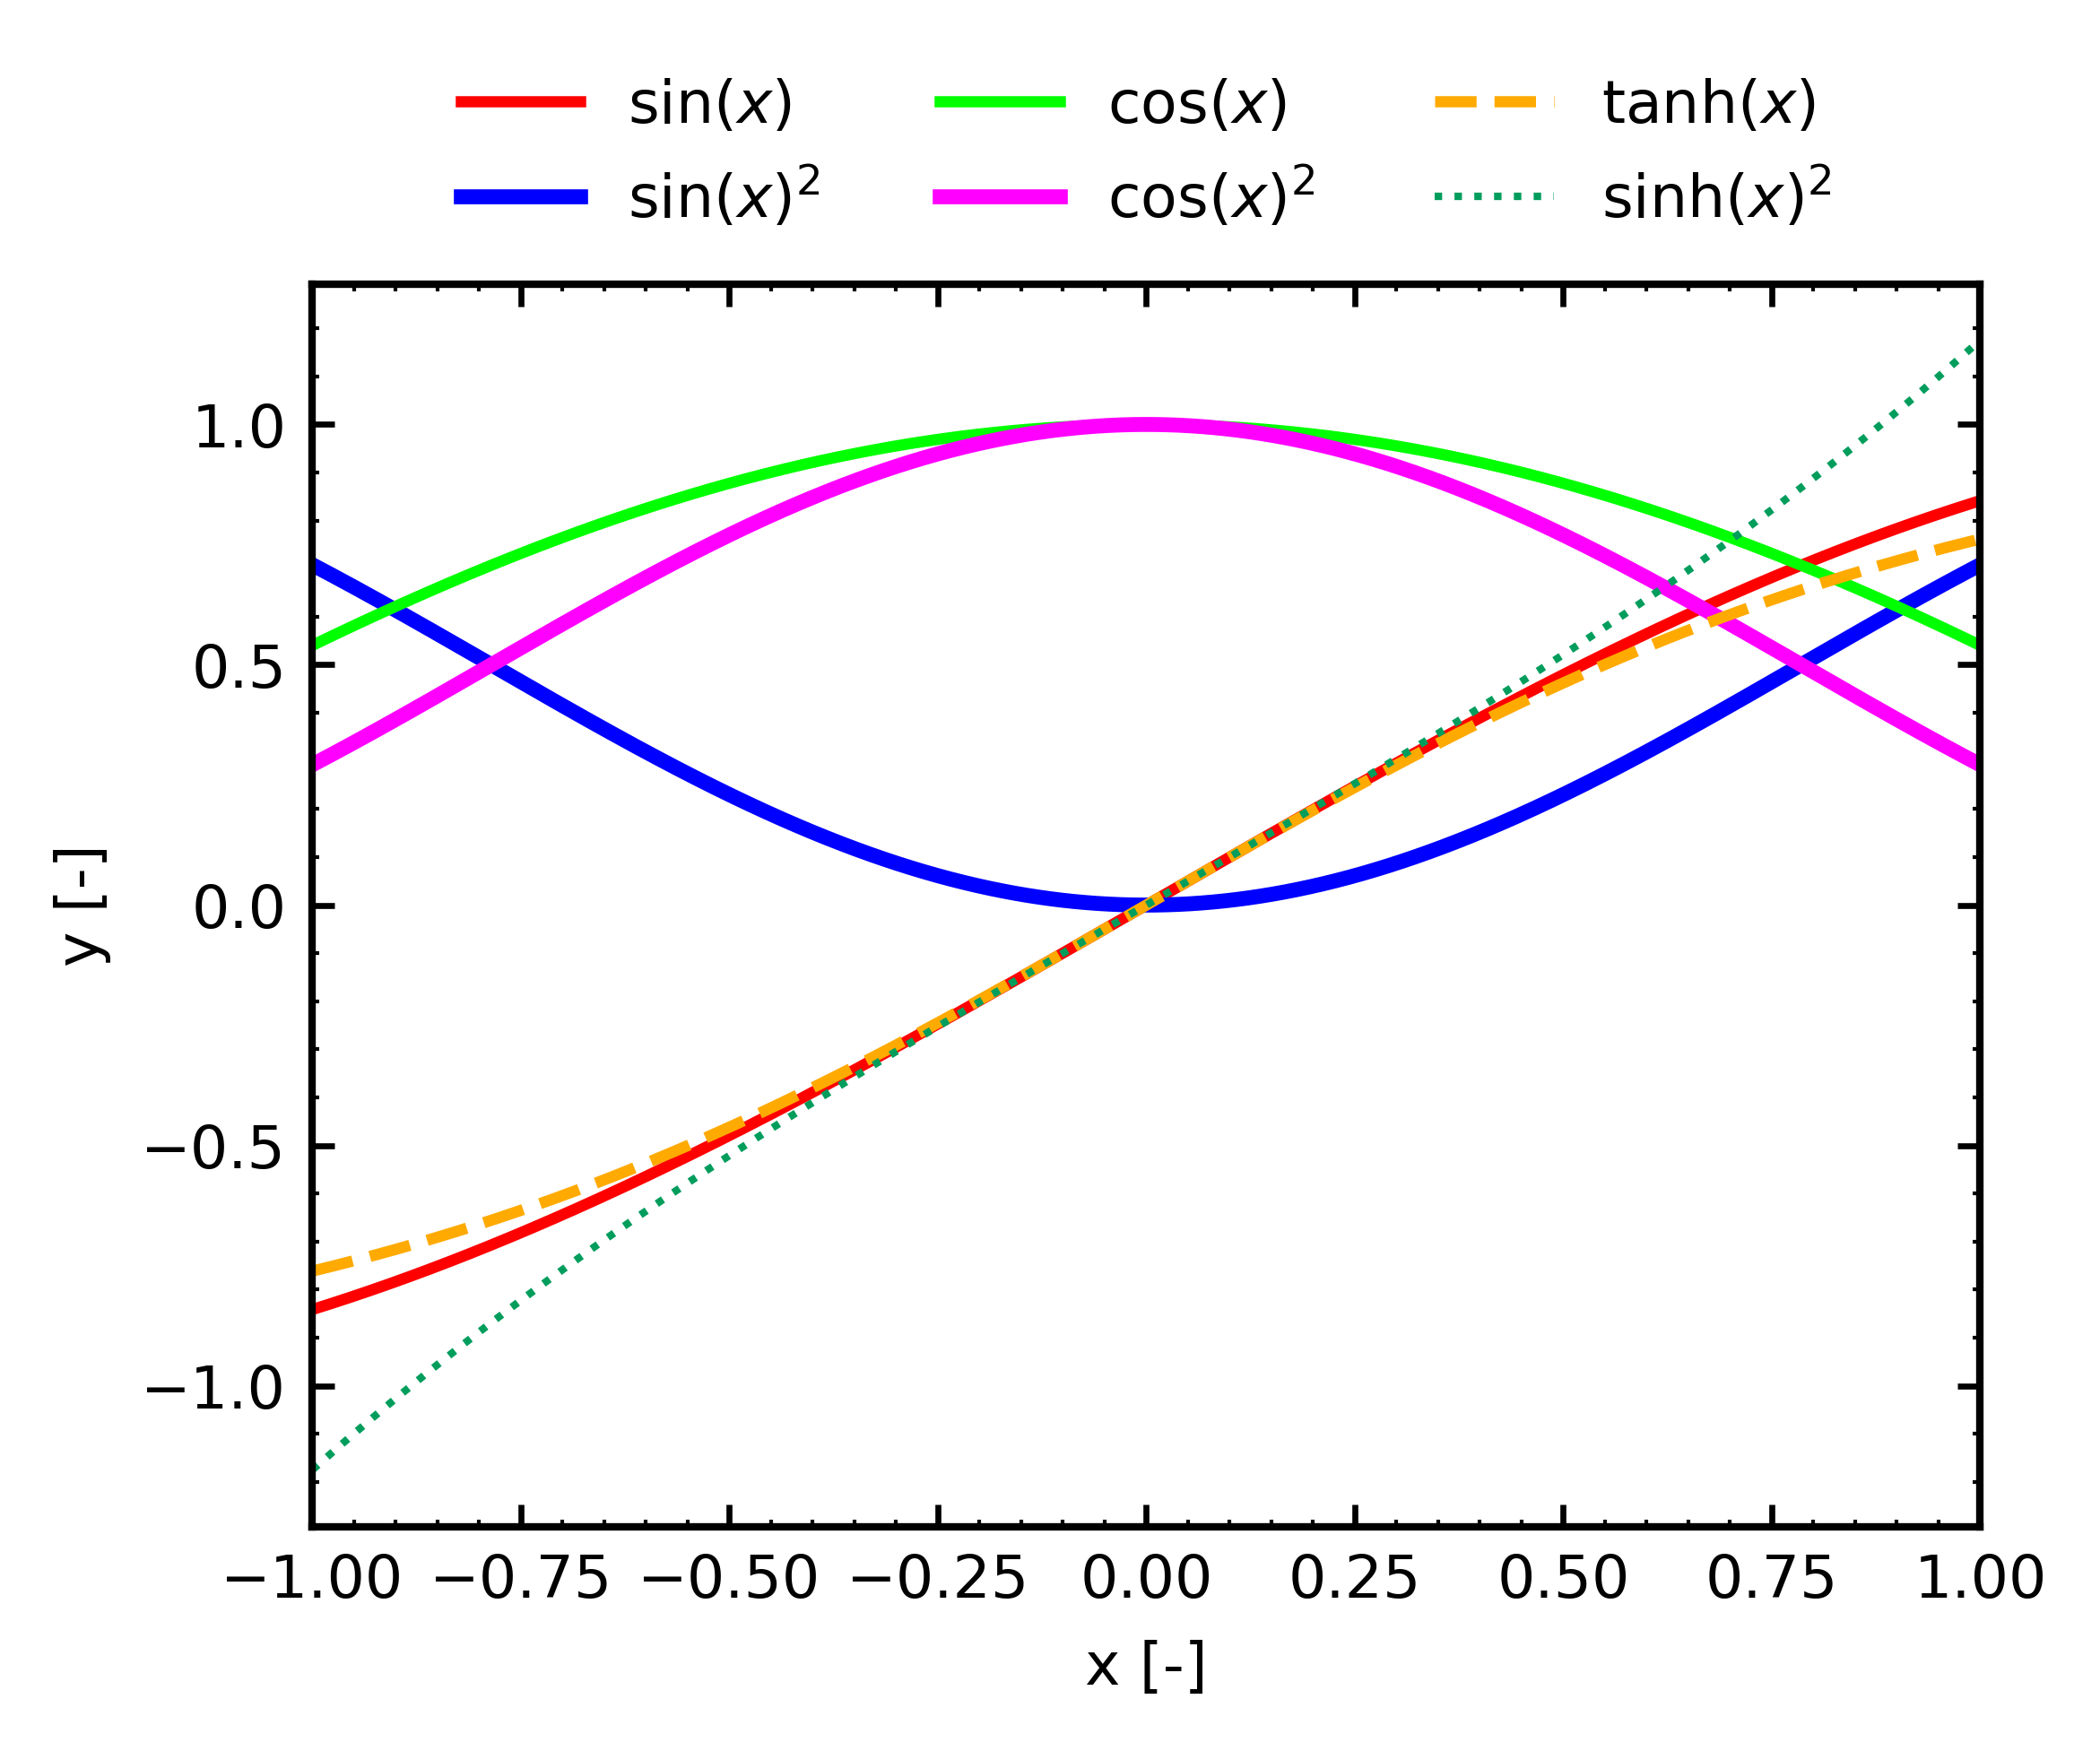 sin(x) cos(x) tanh(x)
sin(x)² cos(x)² sinh(x)²
1.0
0.5
0.0
−0.5
−1.0
y [-]
−1.00 −0.75 −0.50 −0.25 0.00 0.25 0.50 0.75 1.00
x [-]